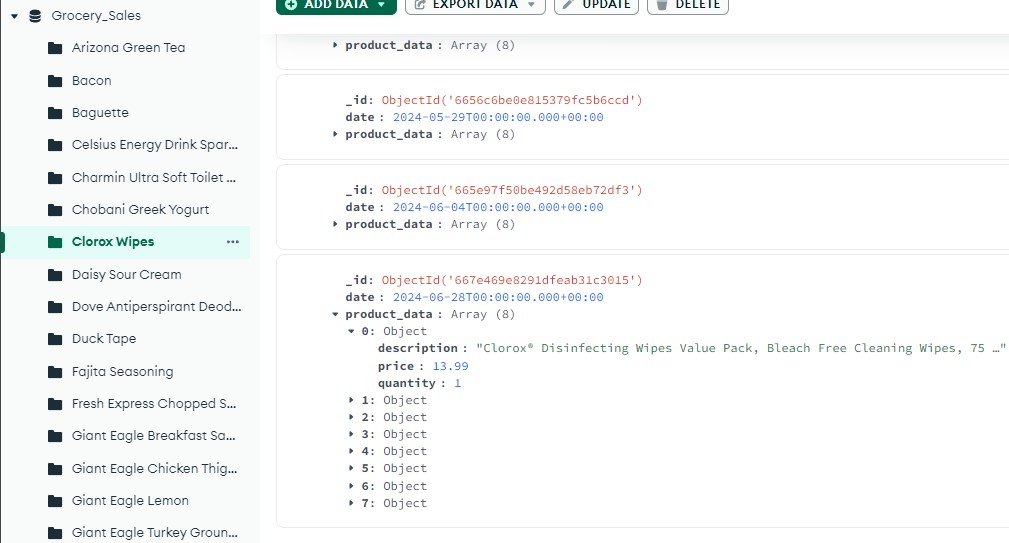 Grocery_Sales
Arizona Green Tea
Bacon
Baguette
Celsius Energy Drink Spar...
Charmin Ultra Soft Toilet ...
Chobani Greek Yogurt
Clorox Wipes ...
Daisy Sour Cream
Dove Antiperspirant Deod...
Duck Tape
Fajita Seasoning
Fresh Express Chopped S...
Giant Eagle Breakfast Sa...
Giant Eagle Chicken Thig...
Giant Eagle Lemon
Giant Eagle Turkey Groun...
ADD DATA EXPORT DATA UPDATE DELETE
product_data : Array (8)
_id: ObjectId('6656c6be0e815379fc5b6ccd')
date : 2024-05-29T00:00:00.000+00:00
product_data : Array (8)
_id: ObjectId('665e97f50be492d58eb72df3')
date : 2024-06-04T00:00:00.000+00:00
product_data : Array (8)
_id: ObjectId('667e469e8291dfeab31c3015')
date : 2024-06-28T00:00:00.000+00:00
product_data : Array (8)
0: Object
description : "Clorox® Disinfecting Wipes Value Pack, Bleach Free Cleaning Wipes, 75 …"
price : 13.99
quantity : 1
1: Object
2: Object
3: Object
4: Object
5: Object
6: Object
7: Object